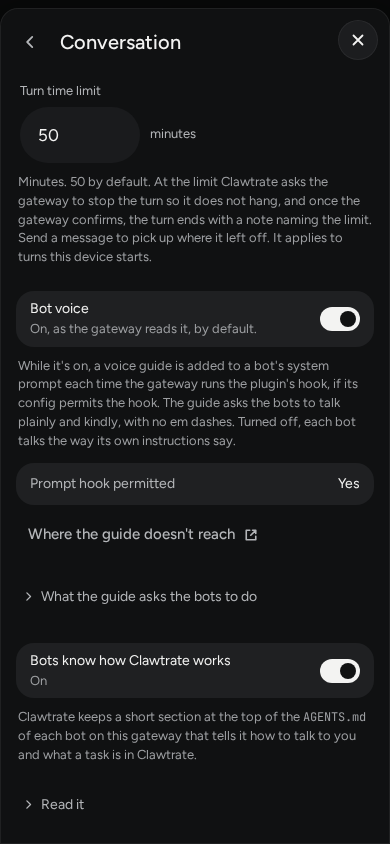 Conversation
Turn time limit
50
minutes
Minutes. 50 by default. At the limit Clawtrate asks the
gateway to stop the turn so it does not hang, and once the
gateway confirms, the turn ends with a note naming the limit.
Send a message to pick up where it left off. It applies to
turns this device starts.
Bot voice
On, as the gateway reads it, by default.
While it's on, a voice guide is added to a bot's system
prompt each time the gateway runs the plugin's hook, if its
config permits the hook. The guide asks the bots to talk
plainly and kindly, with no em dashes. Turned off, each bot
talks the way its own instructions say.
Prompt hook permitted
Yes
Where the guide doesn't reach
What the guide asks the bots to do
Bots know how Clawtrate works
On
Clawtrate keeps a short section at the top of the AGENTS.md
of each bot on this gateway that tells it how to talk to you
and what a task is in Clawtrate.
Read it